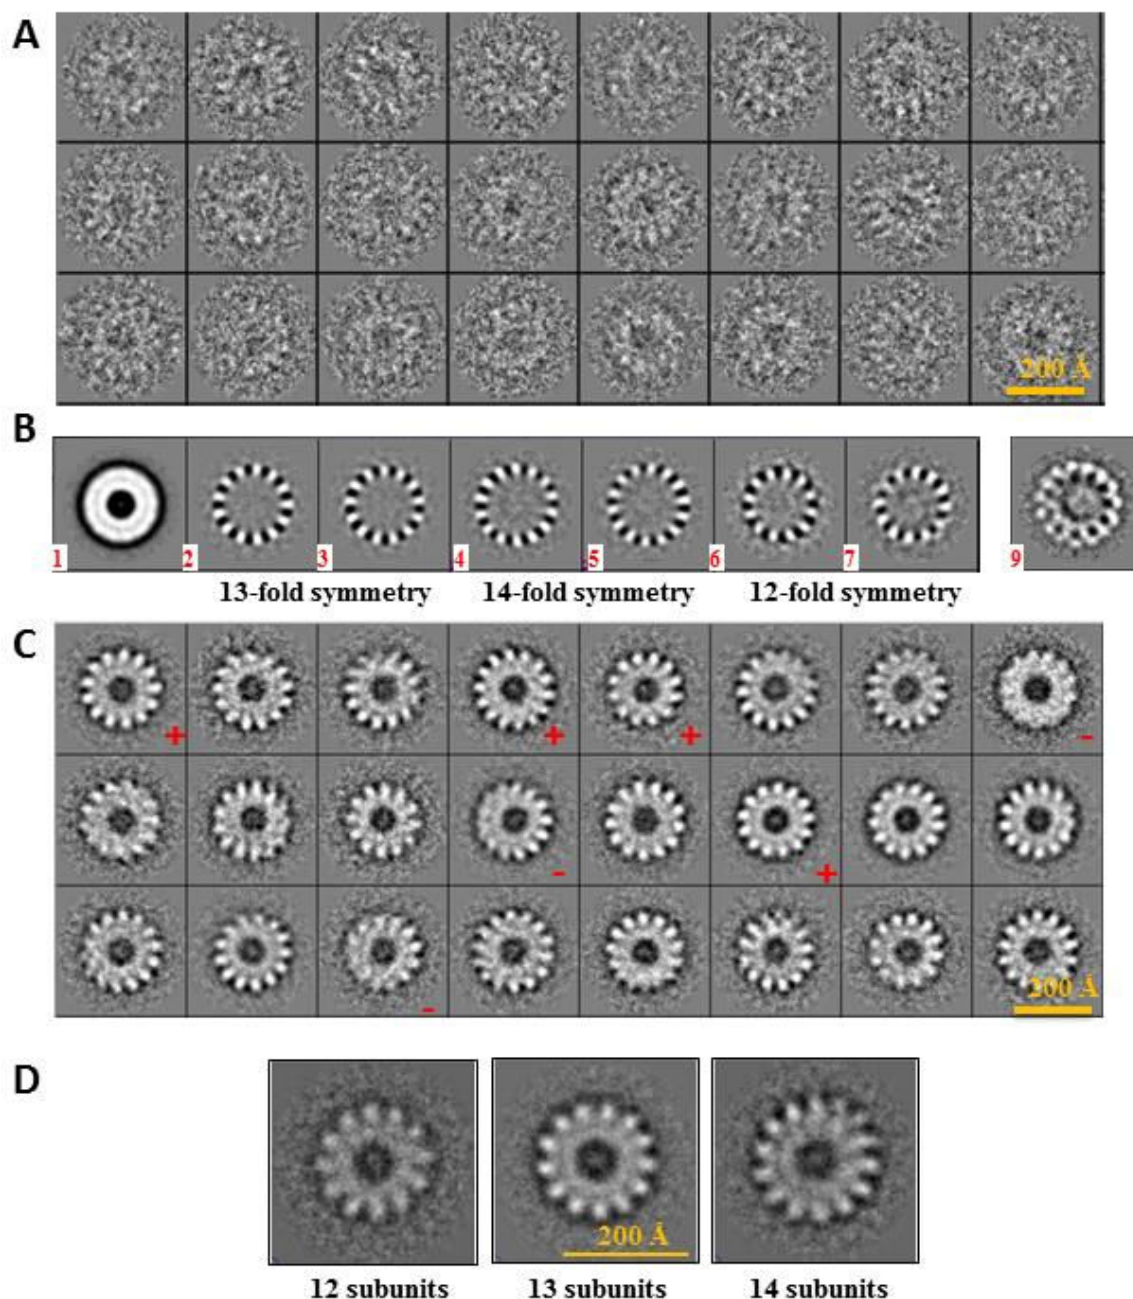 A
200 Å
B
1 2 3 4 5 6 7 9
13-fold symmetry 14-fold symmetry 12-fold symmetry
C
+ + + -
- +
-
200 Å
D
200 Å
12 subunits 13 subunits 14 subunits